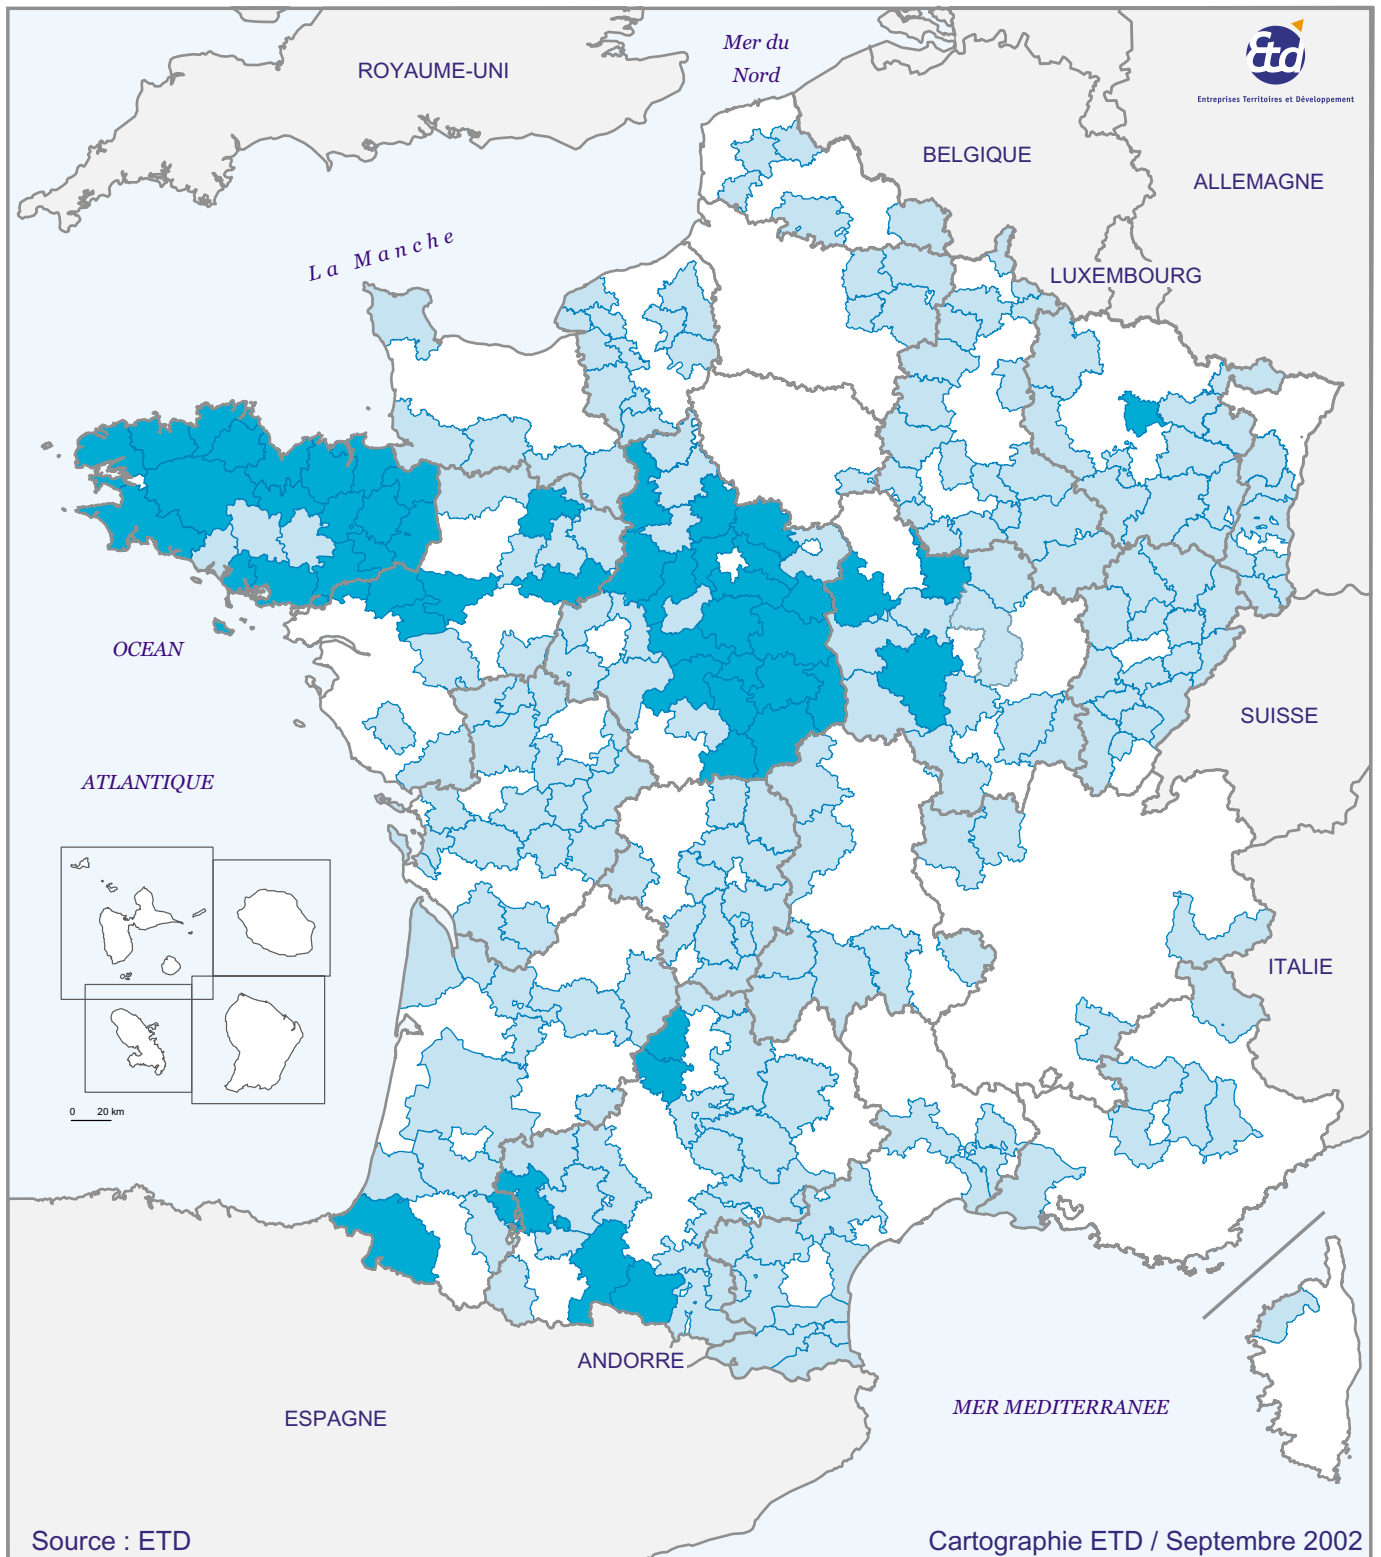 Mer du
Nord
ROYAUME-UNI
Etd
Entreprises Territoires et Développement
BELGIQUE
ALLEMAGNE
La Manche
LUXEMBOURG
OCEAN
SUISSE
ATLANTIQUE
ITALIE
0 20 km
ANDORRE
MER MEDITERRANEE
ESPAGNE
Source : ETD
Cartographie ETD / Septembre 2002